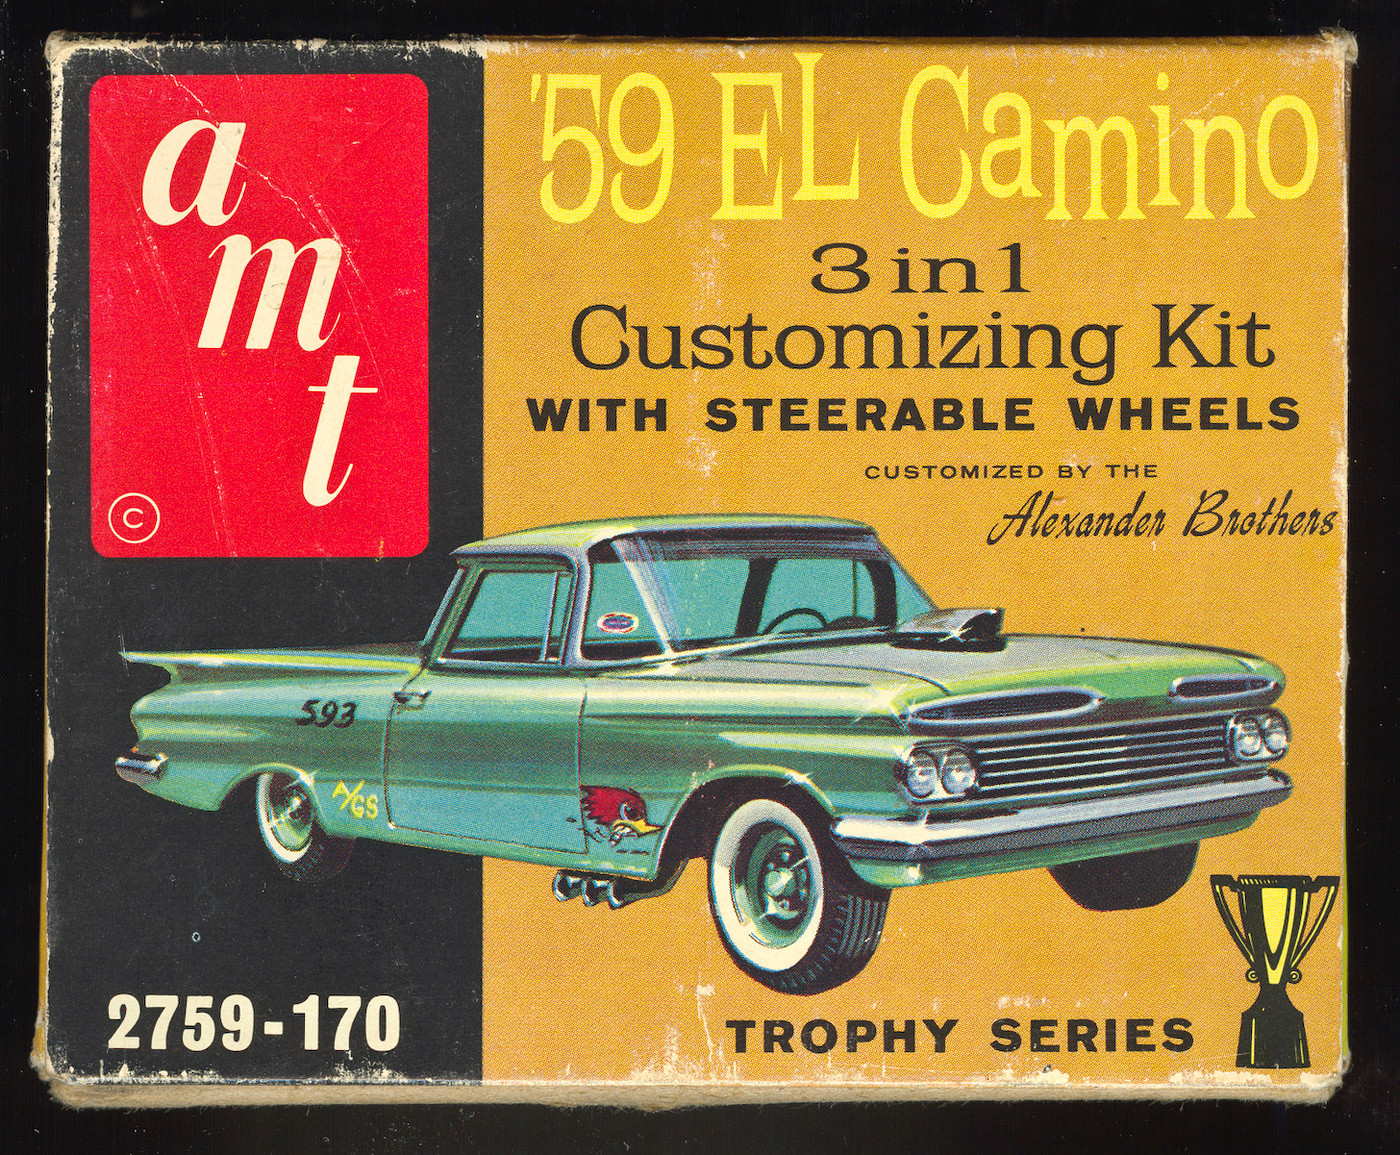 amt
©
'59 EL Camino
3 in 1
Customizing Kit
WITH STEERABLE WHEELS
CUSTOMIZED BY THE
Alexander Brothers
593
A/GS
2759-170
TROPHY SERIES